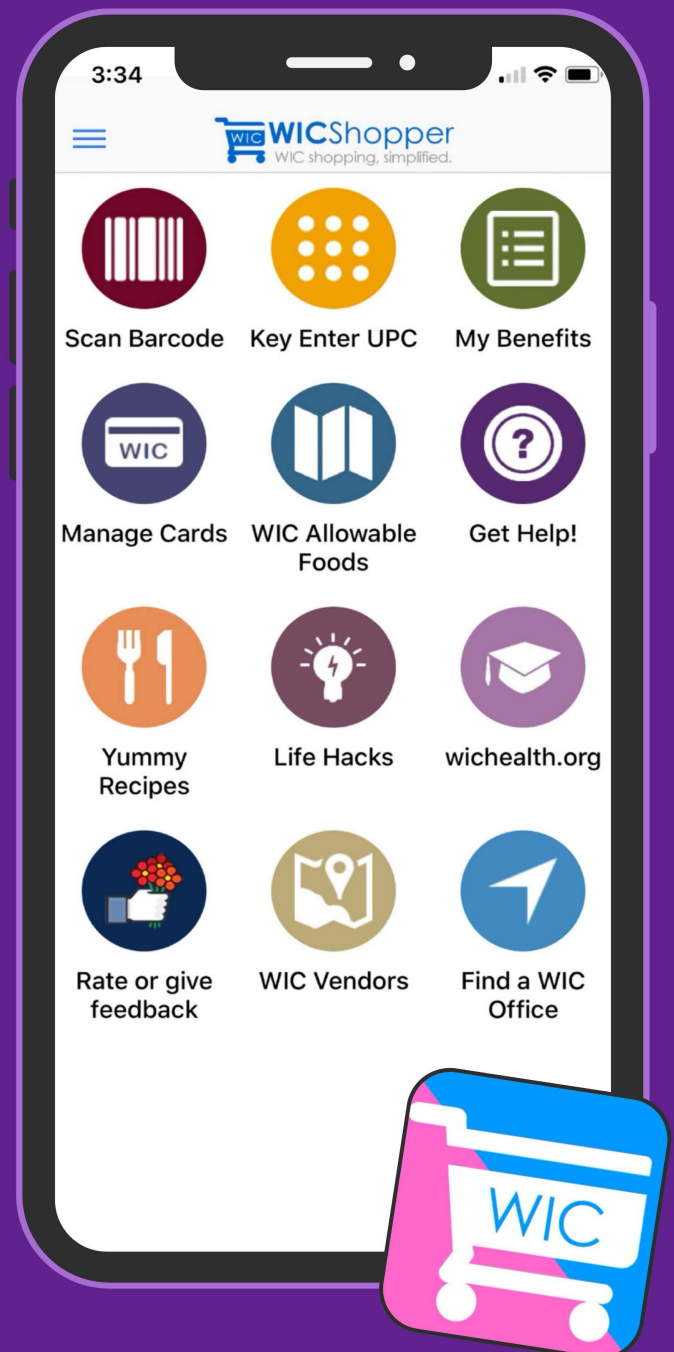 3:34
WIC WICShopper
WIC shopping, simplified.
Scan Barcode
Key Enter UPC
My Benefits
WIC
Manage Cards
WIC Allowable
Foods
?
Get Help!
Yummy
Recipes
Life Hacks
wichealth.org
Rate or give
feedback
WIC Vendors
Find a WIC
Office
WIC